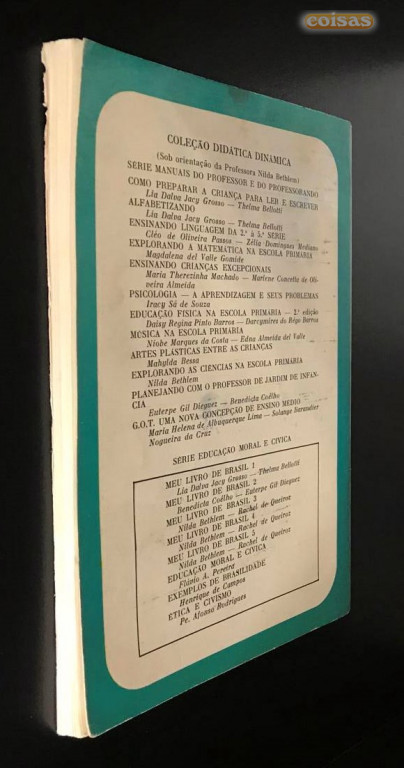 coisas
COLEÇÃO DIDÁTICA DINÂMICA
(Sob orientação da Professora Nilda Bethlem)
SÉRIE MANUAIS DO PROFESSOR E DO PROFESSORANDO
COMO PREPARAR A CRIANÇA PARA LER E ESCREVER
Lia Dalva Jacy Grosso — Thelma Bellotti
ALFABETIZANDO
Lia Dalva Jacy Grosso — Thelma Bellotti
ENSINANDO LINGUAGEM DA 2.ª à 5.ª SÉRIE
Cléo de Oliveira Passos — Zélia Domingues Mediano
EXPLORANDO A MATEMÁTICA NA ESCOLA PRIMÁRIA
Magdalena del Valle Gomide
ENSINANDO CRIANÇAS EXCEPCIONAIS
Maria Therezinha Machado — Marlene Concetta de Oli-
veira Almeida
PSICOLOGIA — A APRENDIZAGEM E SEUS PROBLEMAS
Iracy Sá de Souza
EDUCAÇÃO FÍSICA NA ESCOLA PRIMÁRIA — 2.ª edição
Daisy Regina Pinto Barros — Darcymires do Rêgo Barros
MÚSICA NA ESCOLA PRIMÁRIA
Níobe Marques da Costa — Edna Almeida del Valle
ARTES PLÁSTICAS ENTRE AS CRIANÇAS
Mahylda Bessa
EXPLORANDO AS CIÊNCIAS NA ESCOLA PRIMÁRIA
Nilda Bethlem
PLANEJANDO COM O PROFESSOR DE JARDIM DE INFÂN-
CIA
Euterpe Gil Dieguez — Benedicta Coêlho
G.O.T. UMA NOVA CONCEPÇÃO DE ENSINO MÉDIO
Maria Helena de Albuquerque Lima — Solange
Nogueira da Cruz
SÉRIE EDUCAÇÃO MORAL E CÍVICA
MEU LIVRO DE BRASIL 1
Lia Dalva Jacy Grosso — Thelma Bellotti
MEU LIVRO DE BRASIL 2
Benedicta Coêlho — Euterpe Gil Dieguez
MEU LIVRO DE BRASIL 3
Nilda Bethlem — Rachel de Queiroz
MEU LIVRO DE BRASIL 4
Nilda Bethlem — Rachel de Queiroz
MEU LIVRO DE BRASIL 5
Nilda Bethlem — Rachel de Queiroz
EDUCAÇÃO MORAL E CÍVICA
Flávio A. Pereira
EXEMPLOS DE BRASILIDADE
Henrique de Campos
ÉTICA E CIVISMO
Pe. Afonso Rodrigues